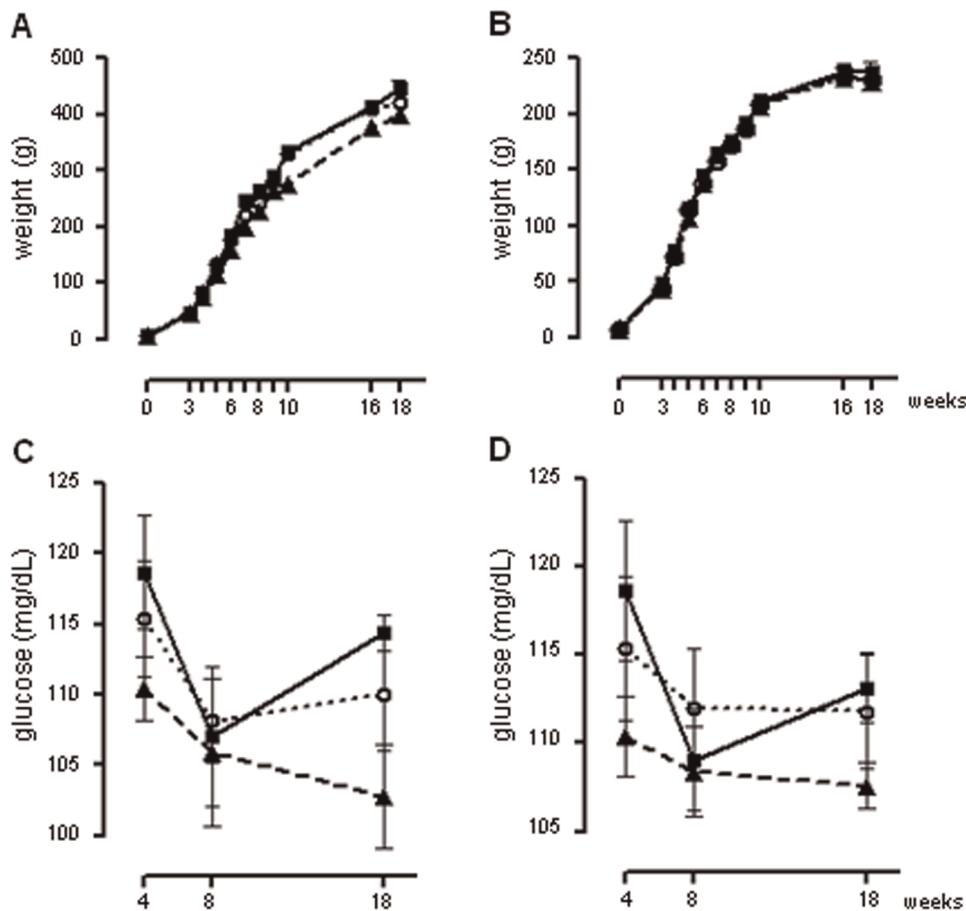 A
B
weight (g)
500
400
300
200
100
0
0 3 6 8 10 16 18
weight (g)
250
200
150
100
50
0
0 3 6 8 10 16 18 weeks
C
D
glucose (mg/dL)
125
120
115
110
105
100
4 8 18
glucose (mg/dL)
125
120
115
110
105
4 8 18 weeks